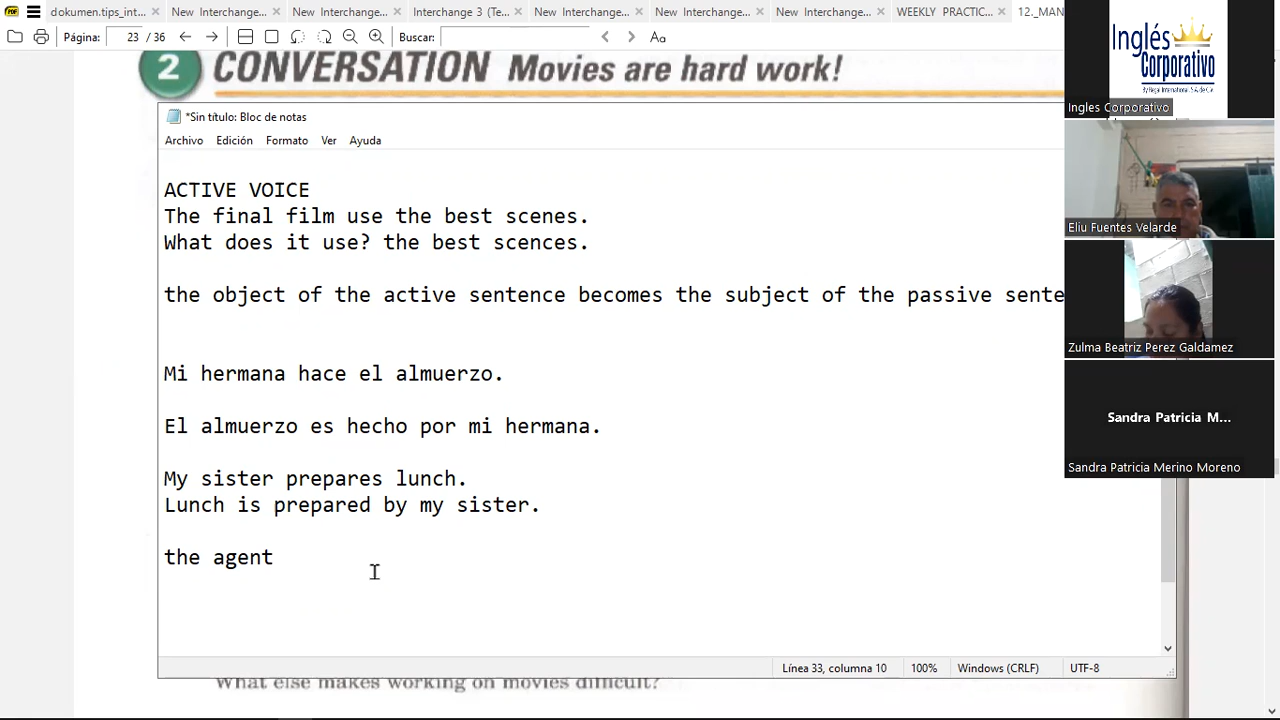 dokumen.tips_int...
New Interchange...
New Interchange...
Interchange 3 (Te...
New Interchange...
New Interchange...
New Interchange...
WEEKLY PRACTIC...
12._MAN
Página:
23 / 36
Buscar:
Aa
2 CONVERSATION Movies are hard work!
*Sin título: Bloc de notas
Archivo Edición Formato Ver Ayuda
ACTIVE VOICE
The final film use the best scenes.
What does it use? the best scences.
the object of the active sentence becomes the subject of the passive sente
Mi hermana hace el almuerzo.
El almuerzo es hecho por mi hermana.
My sister prepares lunch.
Lunch is prepared by my sister.
the agent
Línea 33, columna 10
100%
Windows (CRLF)
UTF-8
What else makes working on movies difficult?
Inglés
Corporativo
By Regal International, S.A. de C.V.
Ingles Corporativo
Eliu Fuentes Velarde
Zulma Beatriz Perez Galdamez
Sandra Patricia M...
Sandra Patricia Merino Moreno